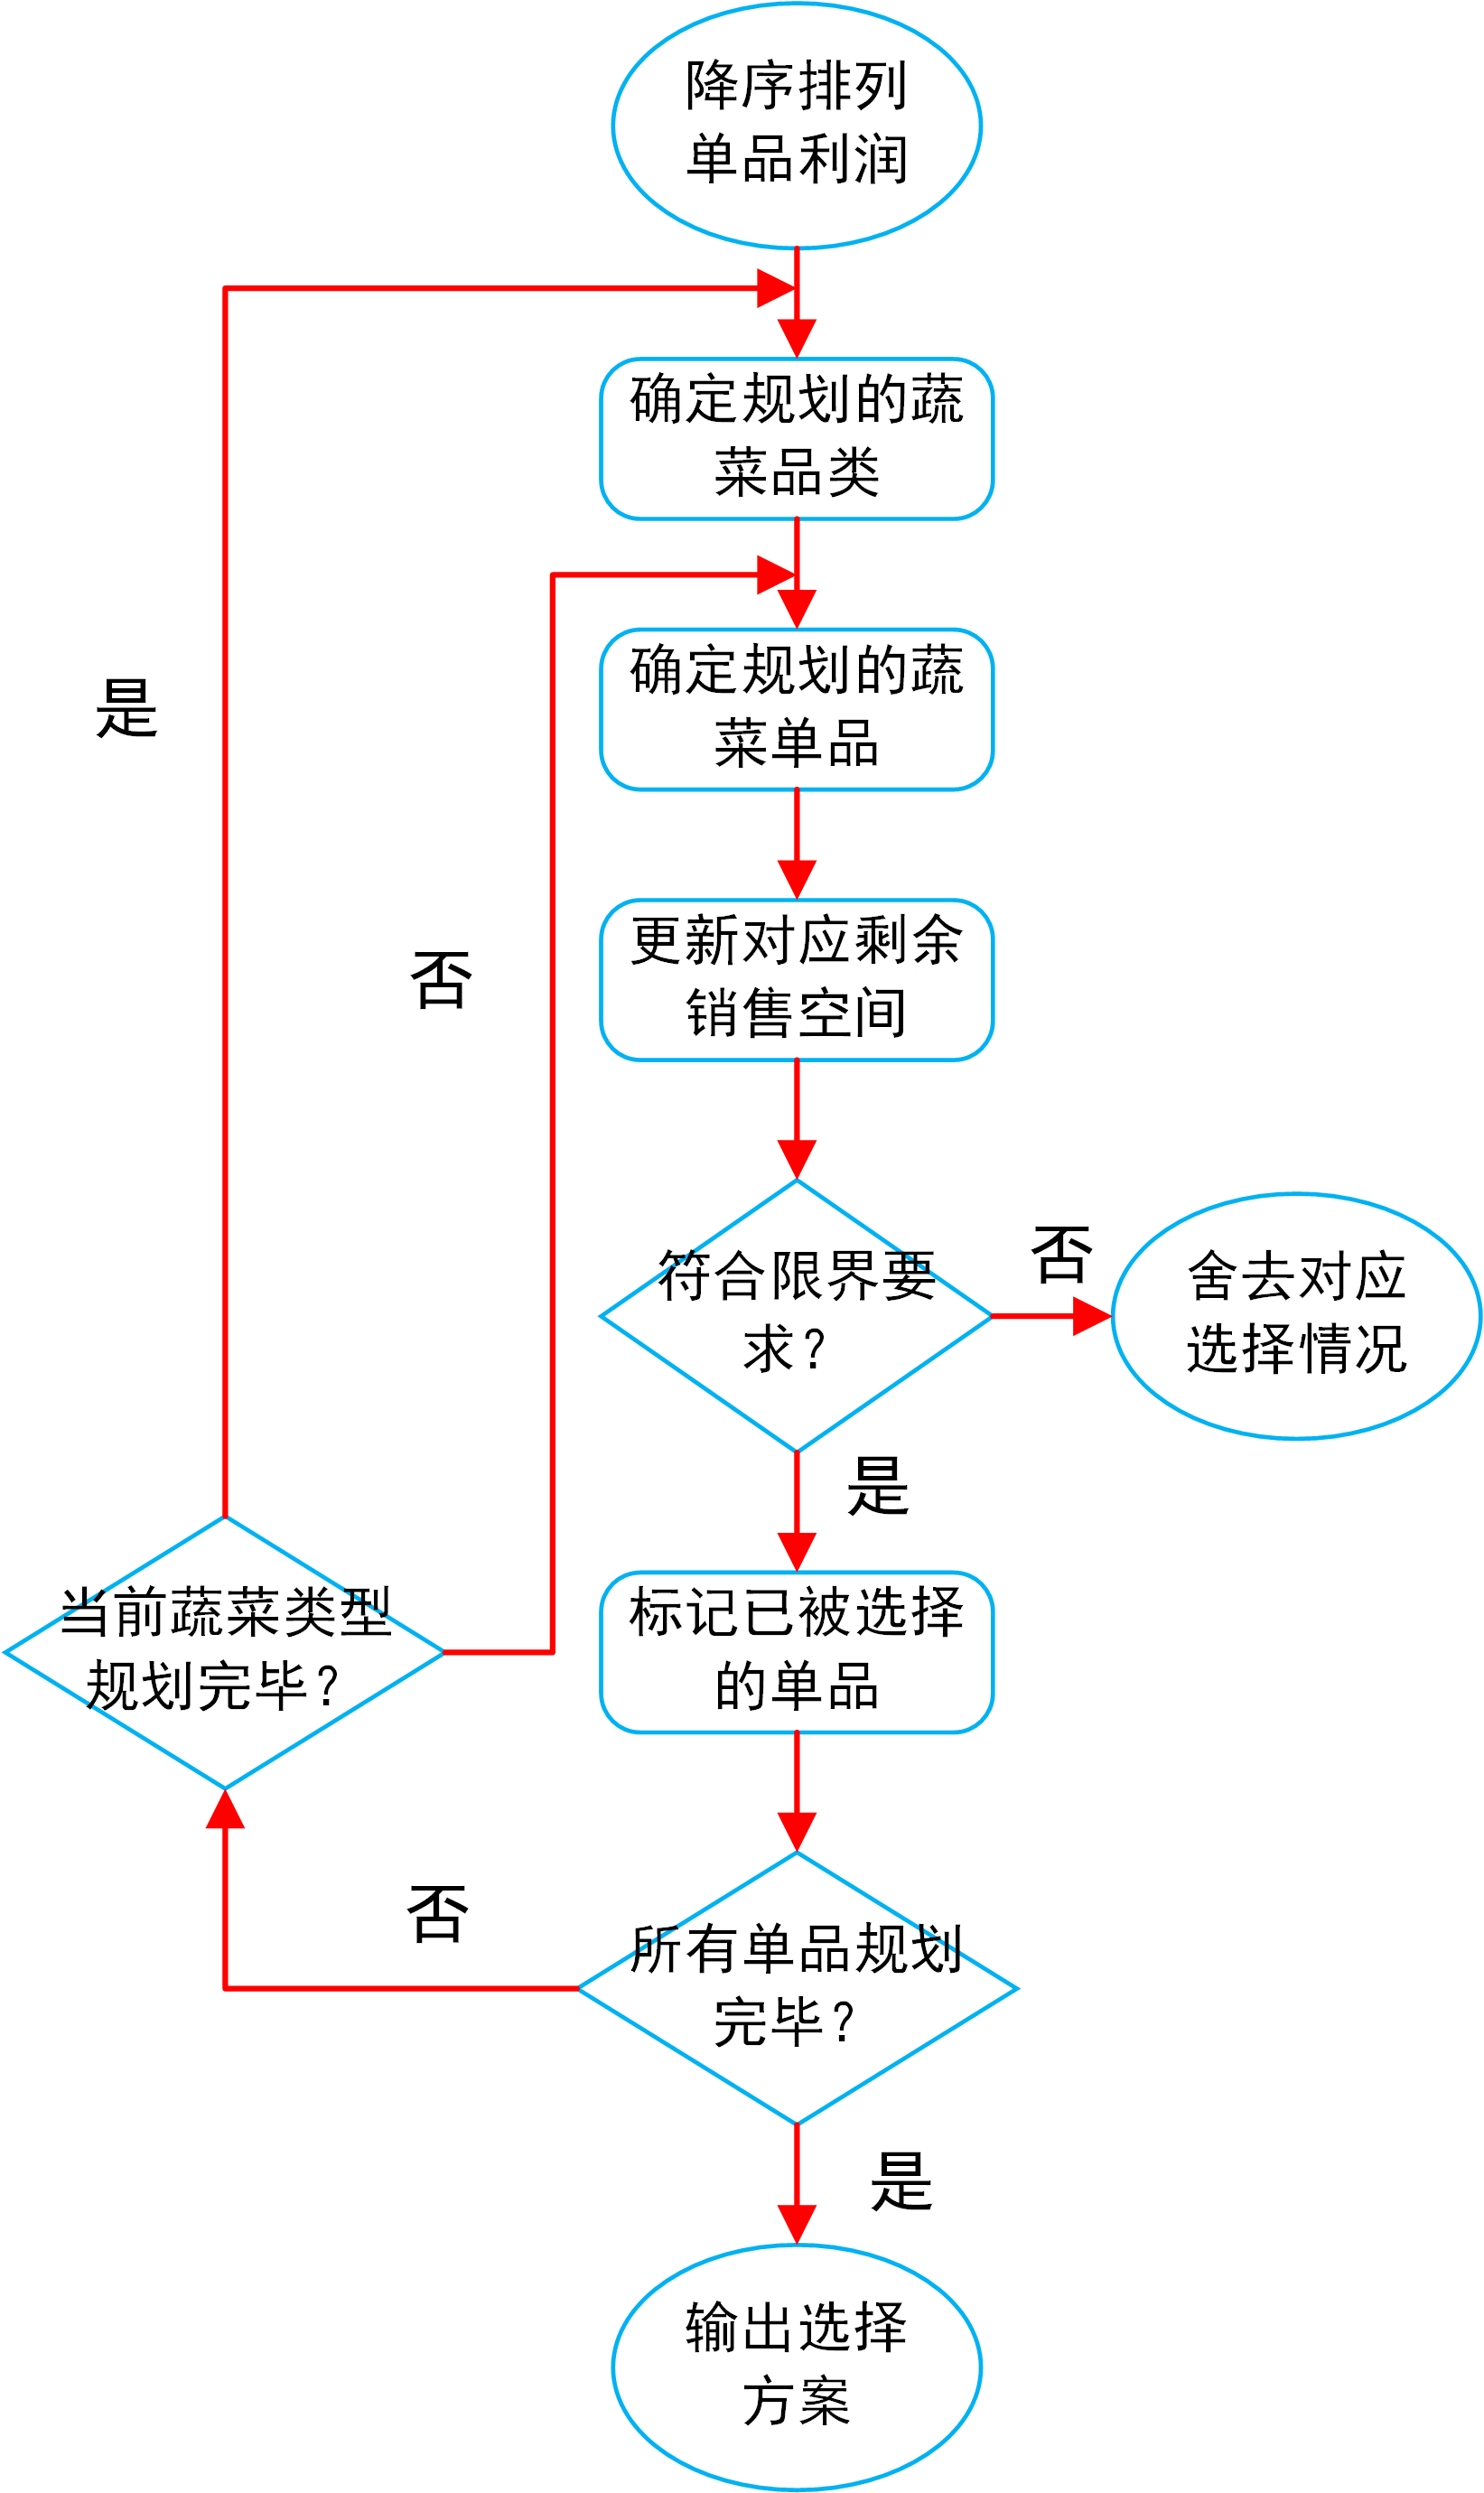 降序排列
单品利润
确定规划的蔬
菜品类
确定规划的蔬
菜单品
是
更新对应剩余
销售空间
否
符合限界要
求？
否
舍去对应
选择情况
是
当前蔬菜类型
规划完毕？
标记已被选择
的单品
否
所有单品规划
完毕？
是
输出选择
方案